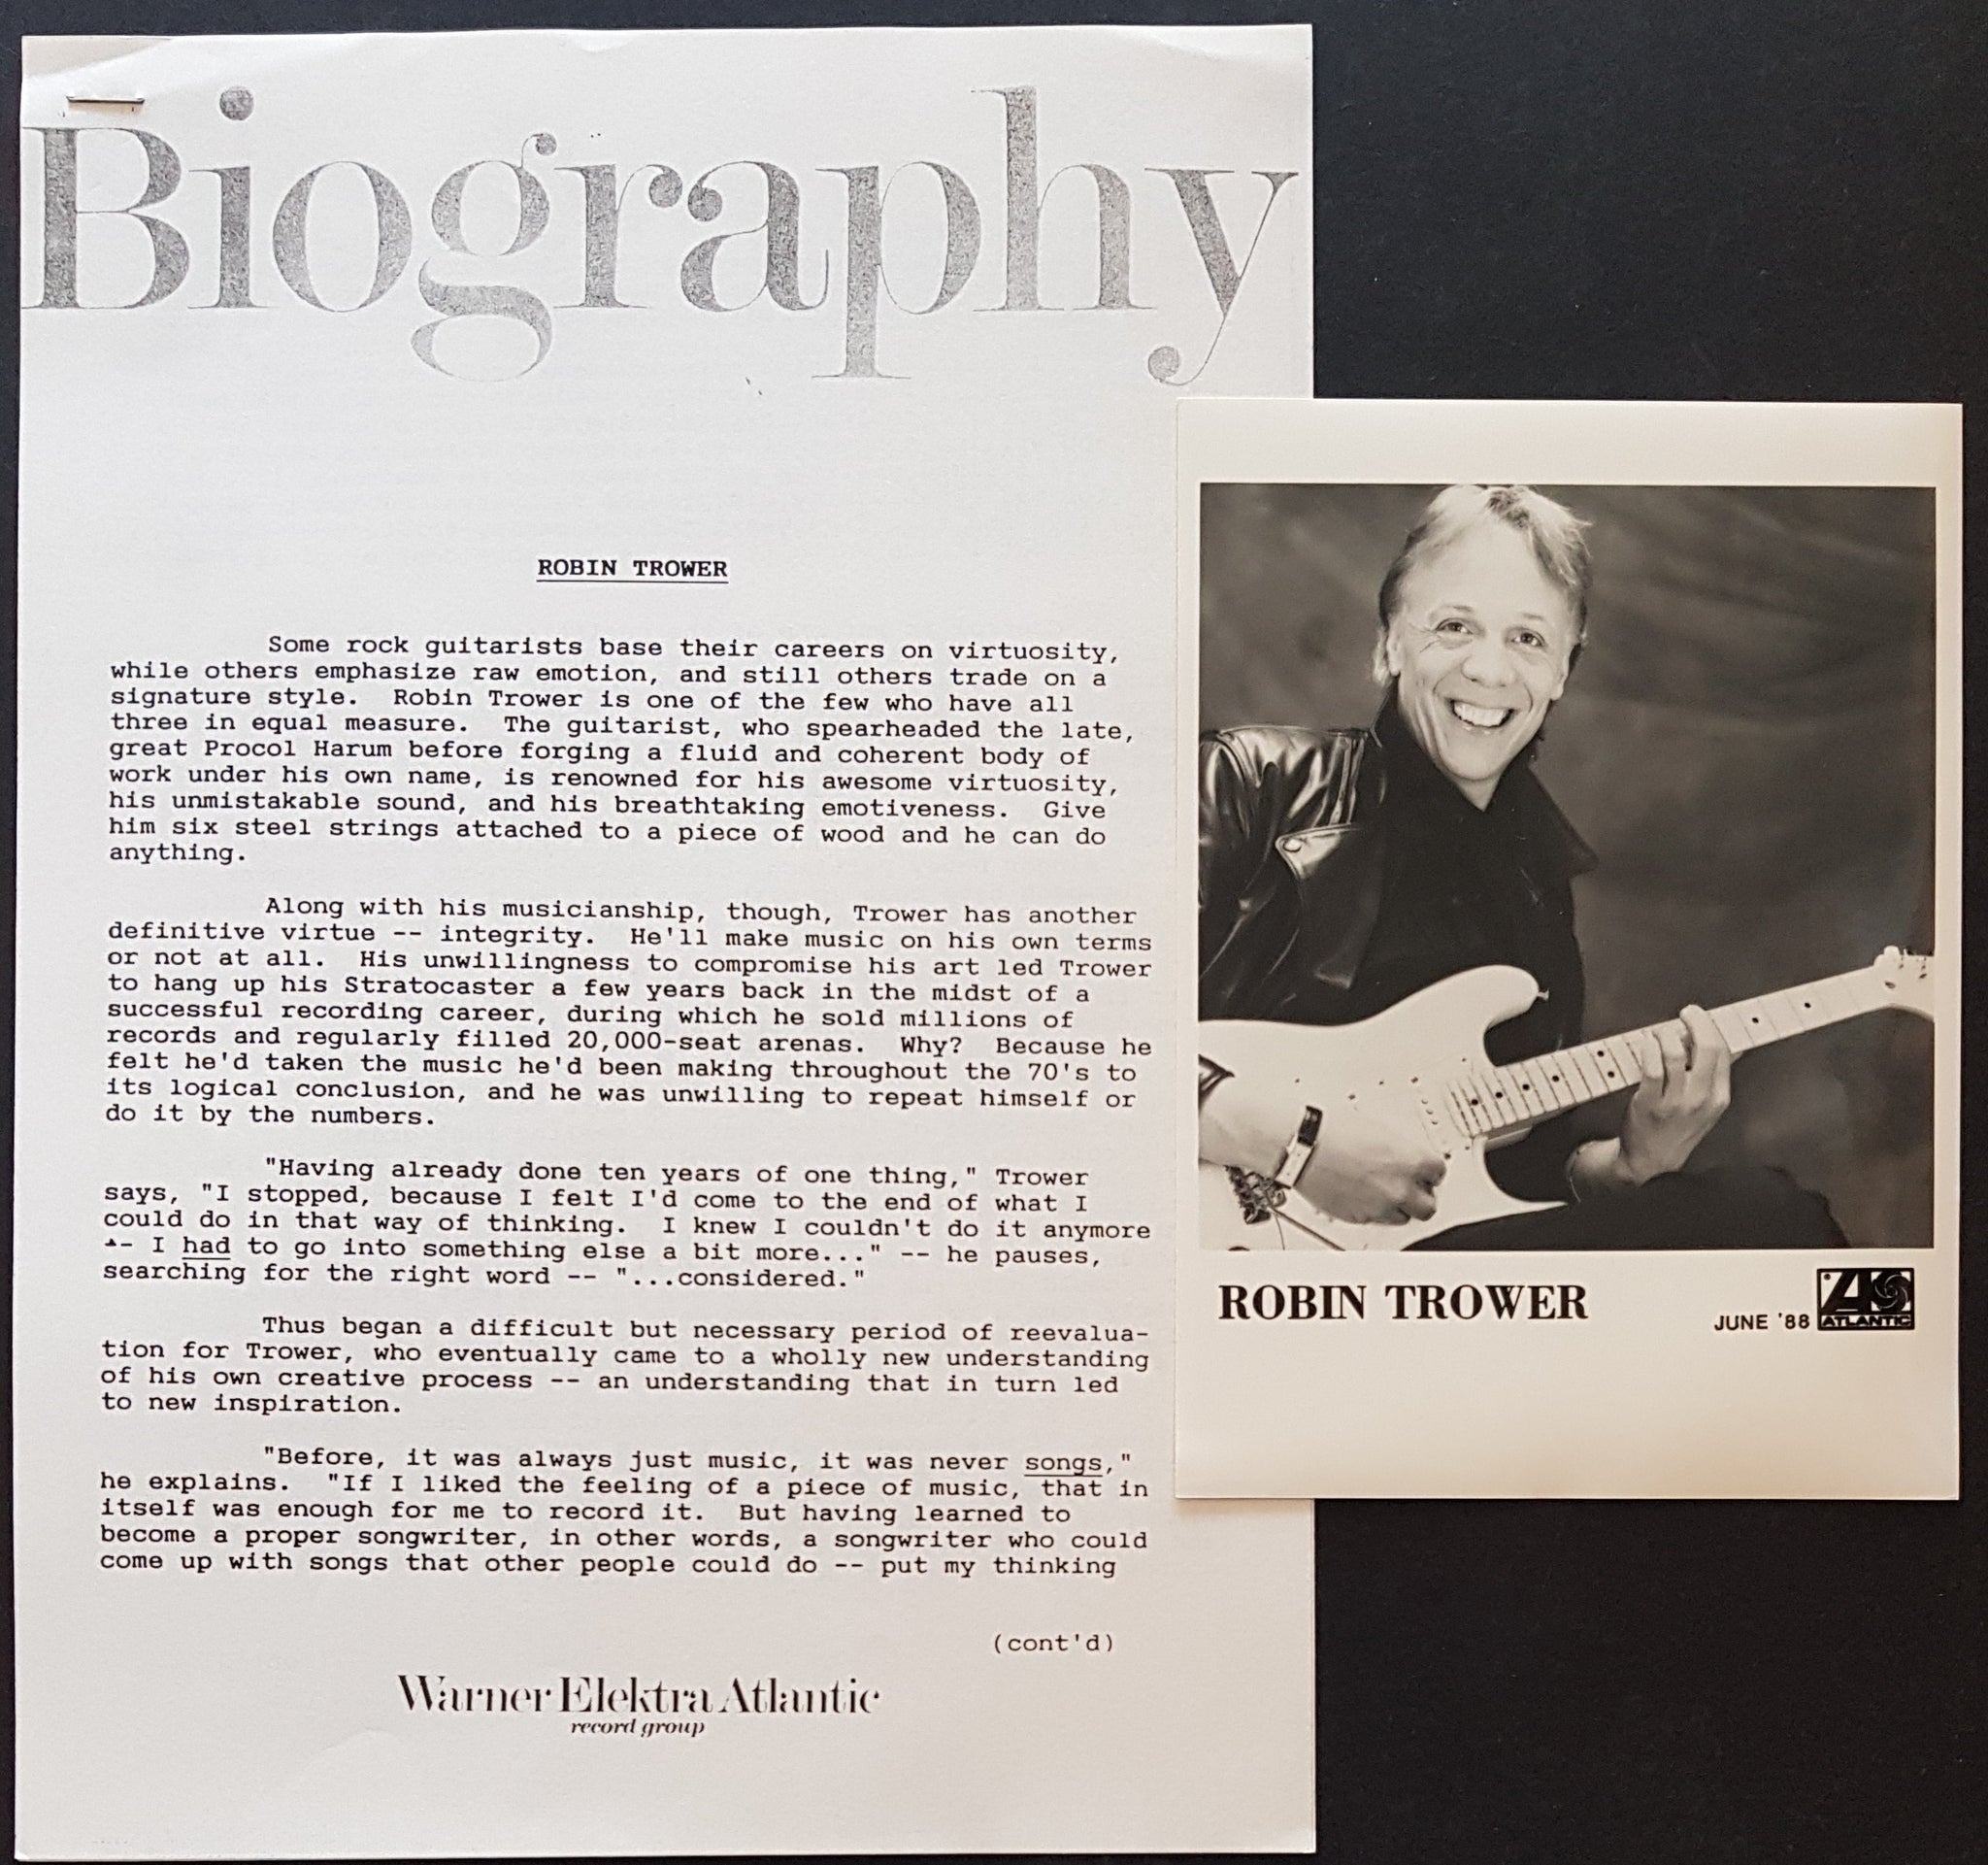 Biography
ROBIN TROWER
Some rock guitarists base their careers on virtuosity,
while others emphasize raw emotion, and still others trade on a
signature style. Robin Trower is one of the few who have all
three in equal measure. The guitarist, who spearheaded the late,
great Procol Harum before forging a fluid and coherent body of
work under his own name, is renowned for his awesome virtuosity,
his unmistakable sound, and his breathtaking emotiveness. Give
him six steel strings attached to a piece of wood and he can do
anything.
Along with his musicianship, though, Trower has another
definitive virtue -- integrity. He'll make music on his own terms
or not at all. His unwillingness to compromise his art led Trower
to hang up his Stratocaster a few years back in the midst of a
successful recording career, during which he sold millions of
records and regularly filled 20,000-seat arenas. Why? Because he
felt he'd taken the music he'd been making throughout the 70's to
its logical conclusion, and he was unwilling to repeat himself or
do it by the numbers.
"Having already done ten years of one thing," Trower
says, "I stopped, because I felt I'd come to the end of what I
could do in that way of thinking. I knew I couldn't do it anymore
-- I had to go into something else a bit more..." -- he pauses,
searching for the right word -- "...considered."
Thus began a difficult but necessary period of reevalua-
tion for Trower, who eventually came to a wholly new understanding
of his own creative process -- an understanding that in turn led
to new inspiration.
"Before, it was always just music, it was never songs,"
he explains. "If I liked the feeling of a piece of music, that in
itself was enough for me to record it. But having learned to
become a proper songwriter, in other words, a songwriter who could
come up with songs that other people could do -- put my thinking
(cont'd)
Warner Elektra Atlantic
record group
ROBIN TROWER
JUNE '88
ATLANTIC